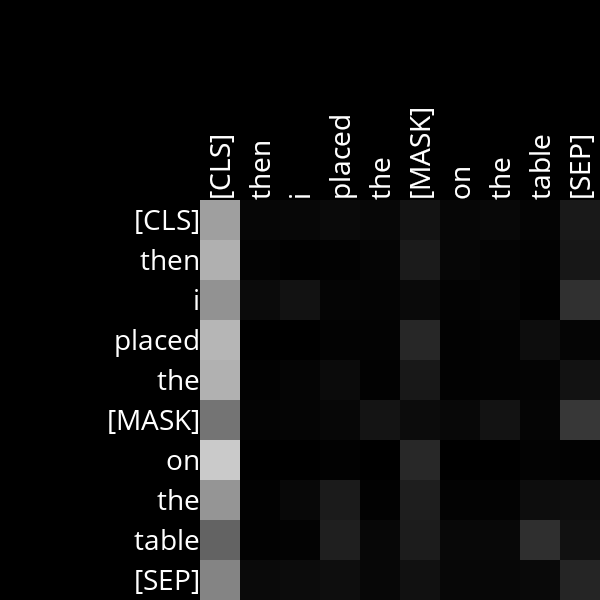 [CLS]
then
i
placed
the
[MASK]
on
the
table
[SEP]
[CLS]
then
i
placed
the
[MASK]
on
the
table
[SEP]